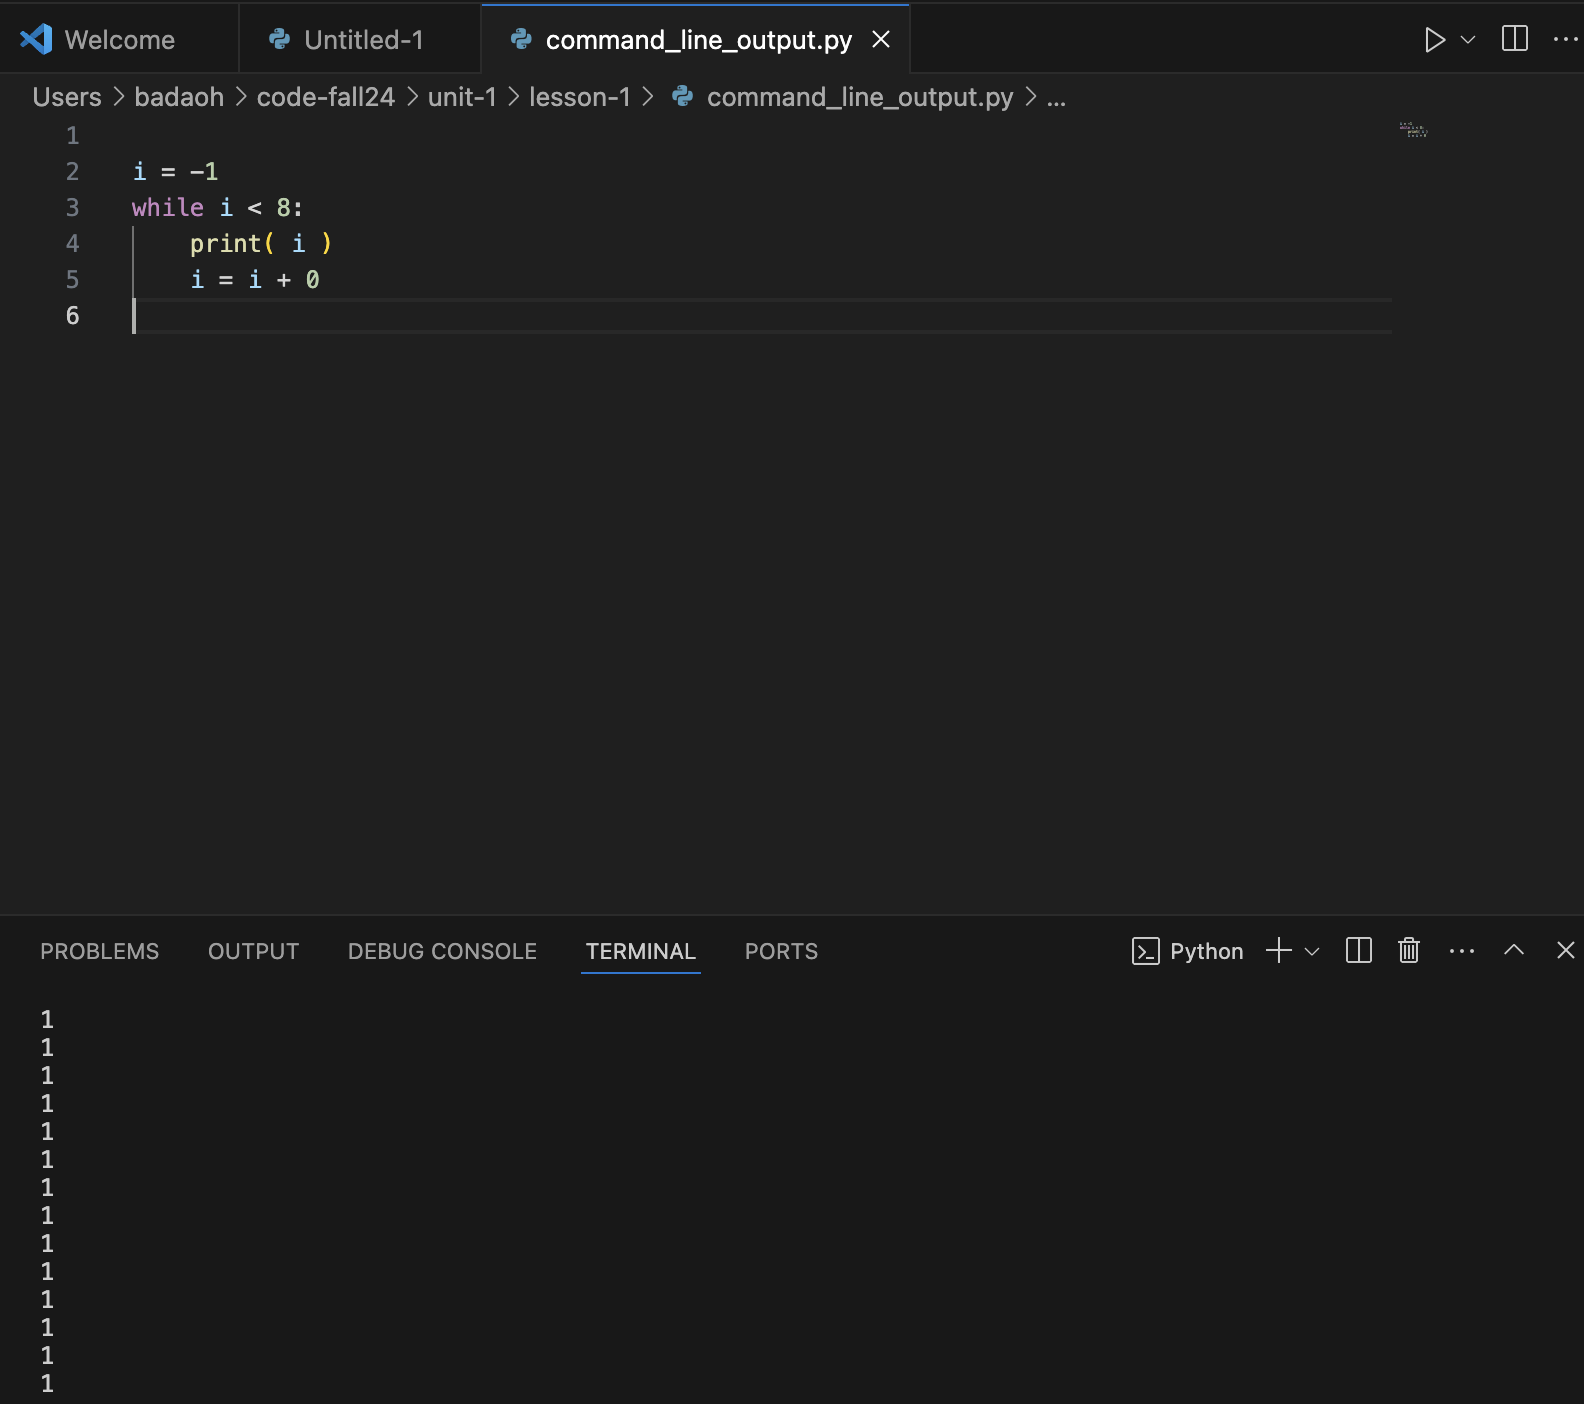 Welcome
Untitled-1
command_line_output.py
Users > badaoh > code-fall24 > unit-1 > lesson-1 > command_line_output.py > ...
1
2 i = -1
3 while i < 8:
4     print( i )
5     i = i + 0
6
PROBLEMS OUTPUT DEBUG CONSOLE TERMINAL PORTS
Python
1
1
1
1
1
1
1
1
1
1
1
1
1
1